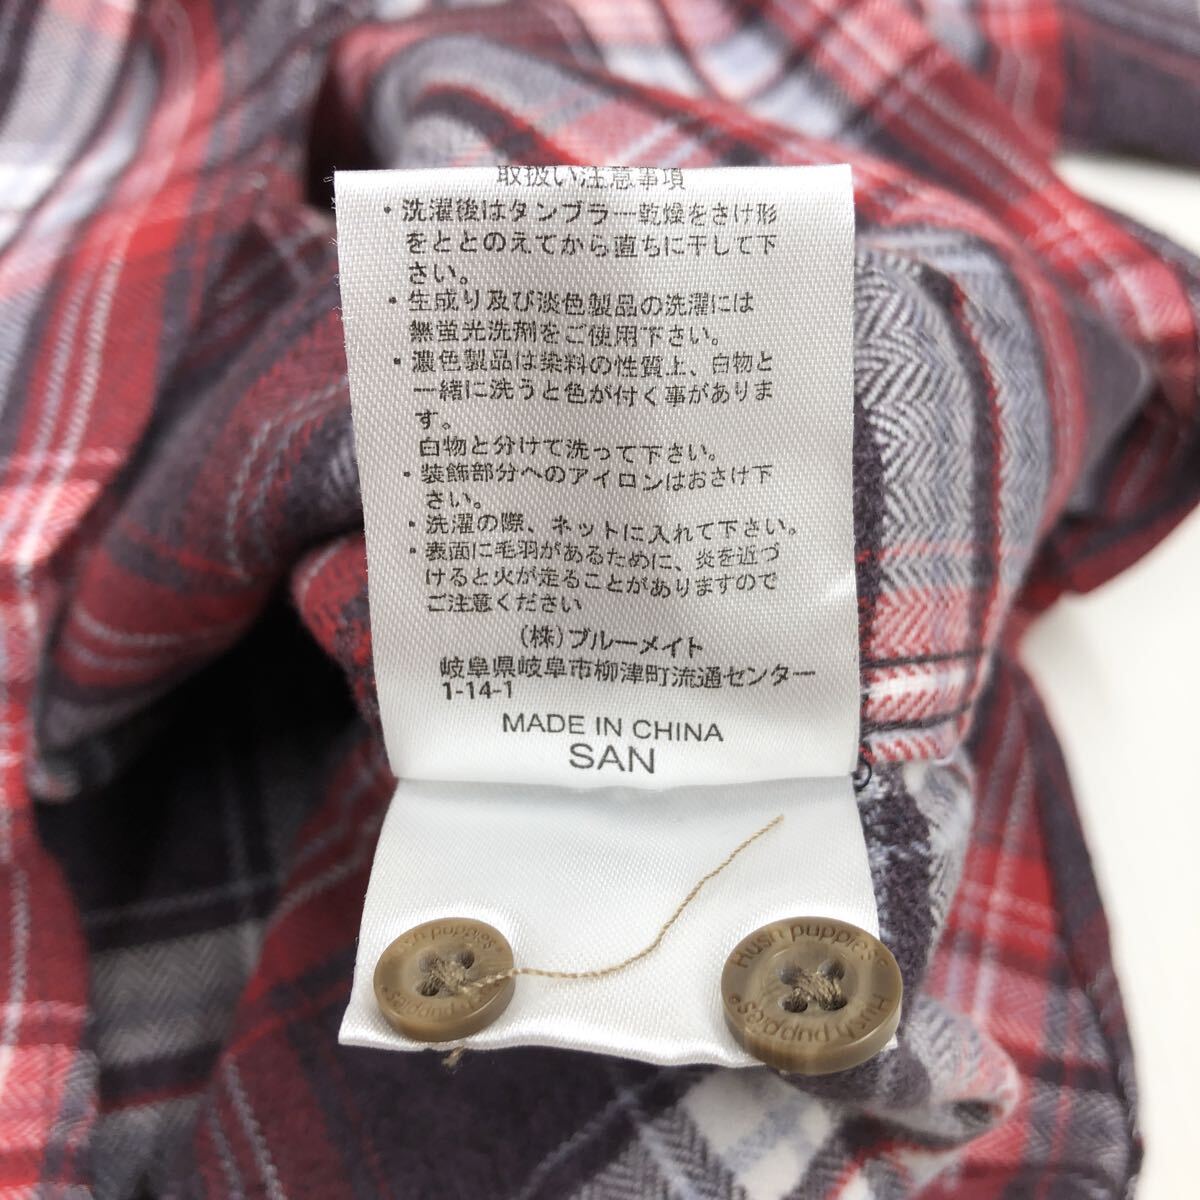 取扱い注意事項
・洗濯後はタンブラー乾燥をさけ形
をととのえてから直ちに干して下
さい。
・生成り及び淡色製品の洗濯には
無蛍光洗剤をご使用下さい。
・濃色製品は染料の性質上、白物と
一緒に洗うと色が付く事がありま
す。
白物と分けて洗って下さい。
・装飾部分へのアイロンはおさけ下
さい。
・洗濯の際、ネットに入れて下さい。
・表面に毛羽があるために、炎を近づ
けると火が走ることがありますので
ご注意ください
(株)ブルーメイト
岐阜県岐阜市柳津町流通センター
1-14-1
MADE IN CHINA
SAN
Hush puppies
Hush puppies
Hush puppies
Hush puppies